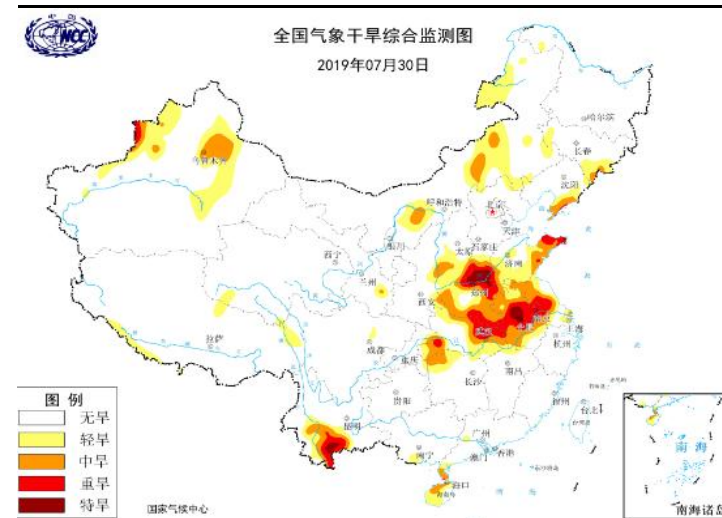 中国
NCC
全国气象干旱综合监测图
2019年07月30日
哈尔滨
长春
沈阳
乌鲁木齐
呼和浩特
北京
天津
石家庄
太原
济南
银川
西宁
兰州
西安
郑州
南京
合肥
上海
武汉
杭州
拉萨
成都
重庆
南昌
长沙
贵阳
福州
台北
昆明
广州
南宁
澳门
香港
海口
图例
无旱
轻旱
中旱
重旱
特旱
国家气候中心
南海
南海诸岛